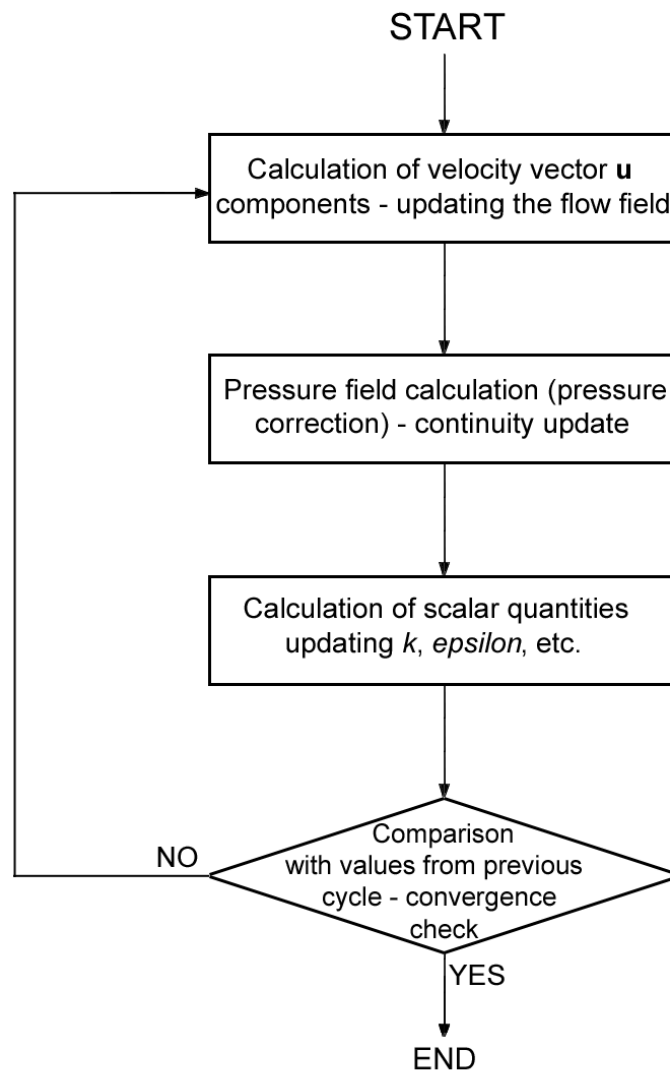 START
Calculation of velocity vector u
components - updating the flow field
Pressure field calculation (pressure
correction) - continuity update
Calculation of scalar quantities
updating k, epsilon, etc.
Comparison
with values from previous
cycle - convergence
check
NO
YES
END